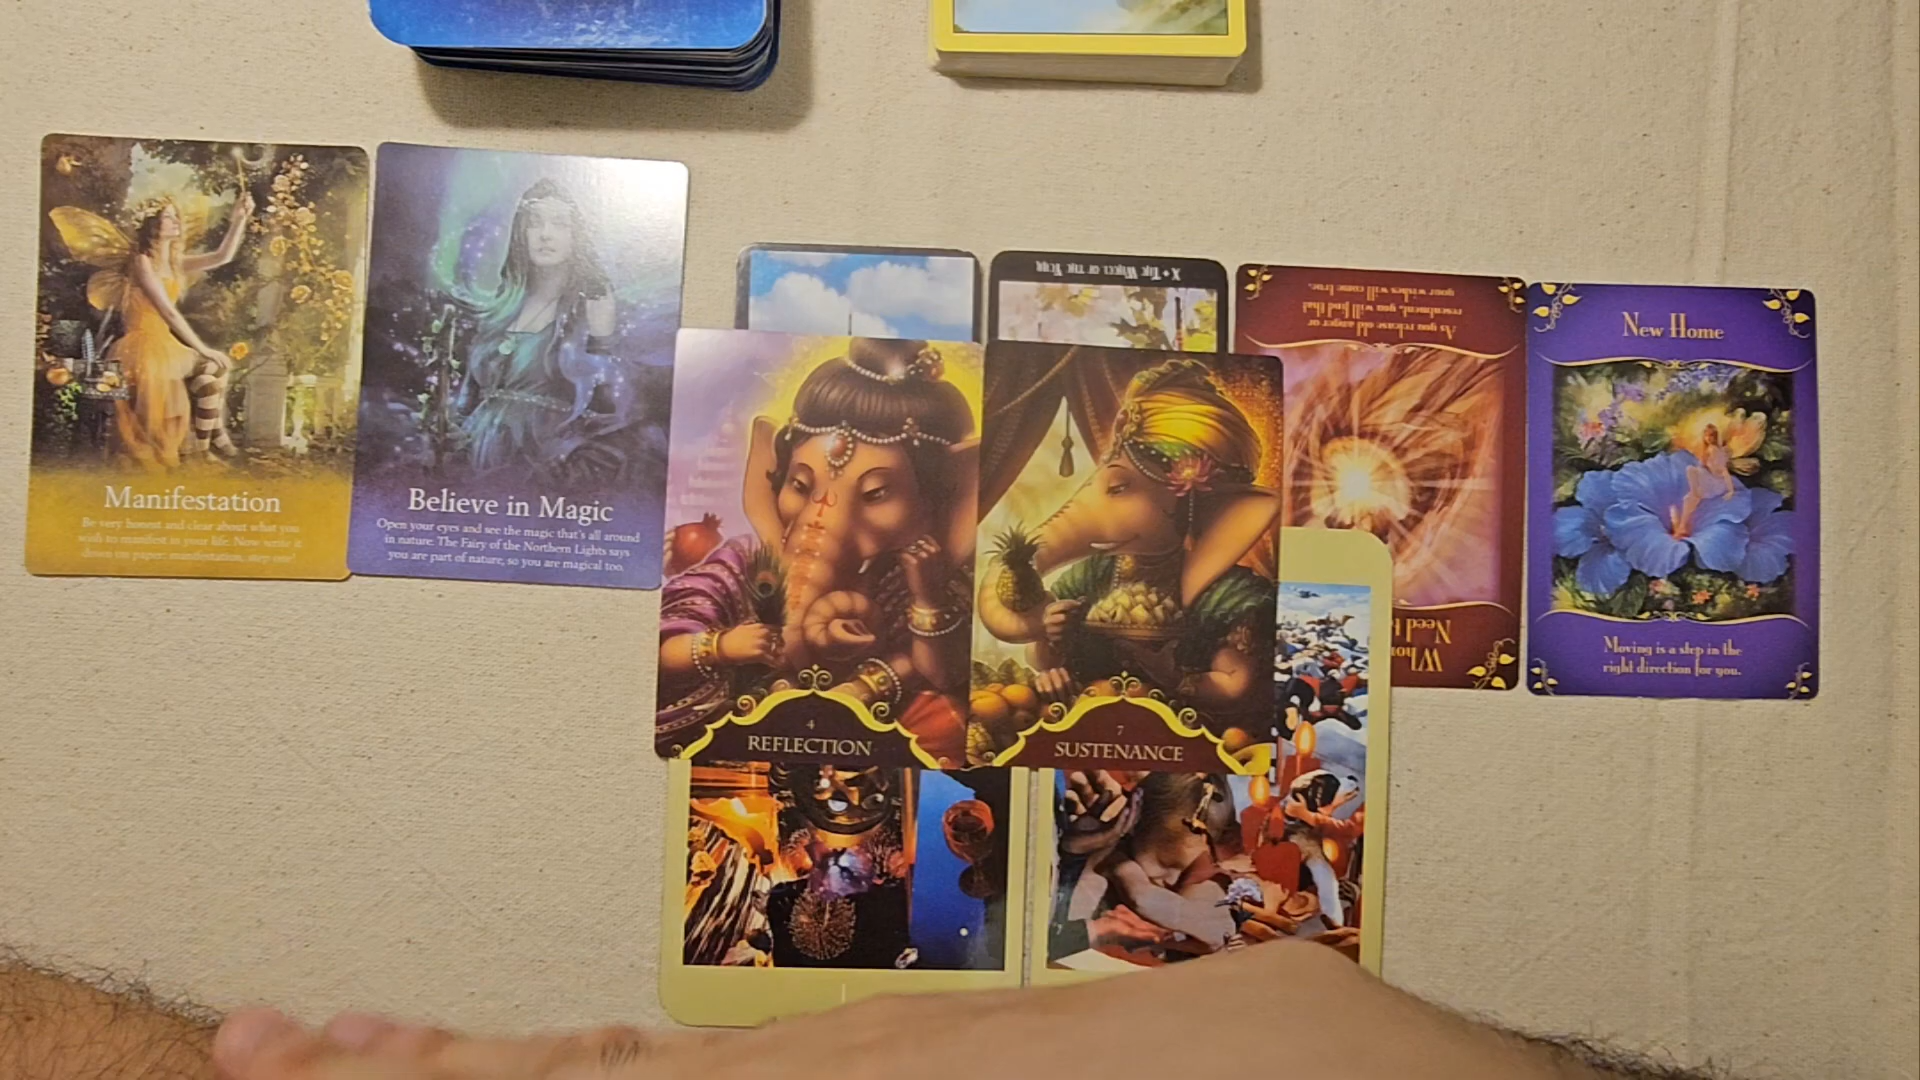 Manifestation
Be very honest and clear about what you
wish to manifest in your life. Now write it
down on paper: manifestation, step one!
Believe in Magic
Open your eyes and see the magic that's all around
in nature. The Fairy of the Northern Lights says
you are part of nature, so you are magical too.
X • The Wheel of the Year
4
REFLECTION
7
SUSTENANCE
As you release old anger or
resentment, you will find that
your wishes will come true.
Who
Need
New Home
Moving is a step in the
right direction for you.